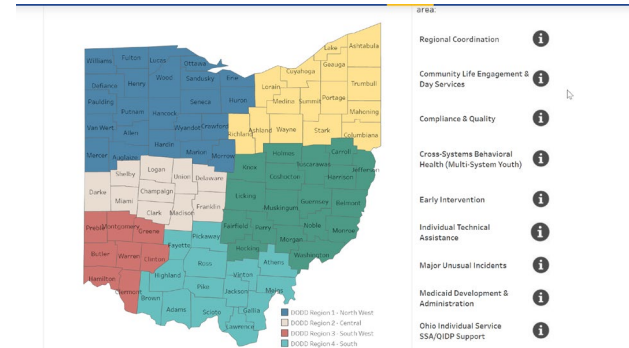 area:
Regional Coordination
Community Life Engagement &
Day Services
Compliance & Quality
Cross-Systems Behavioral
Health (Multi-System Youth)
Early Intervention
Individual Technical
Assistance
Major Unusual Incidents
Medicaid Development &
Administration
Ohio Individual Service
SSA/QIDP Support
Williams
Fulton
Lucas
Ottawa
Lake
Ashtabula
Geauga
Cuyahoga
Defiance
Henry
Wood
Sandusky
Erie
Lorain
Trumbull
Paulding
Seneca
Huron
Medina
Summit
Portage
Mahoning
Putnam
Hancock
Van Wert
Allen
Wyandot
Crawford
Richland
Ashland
Wayne
Stark
Columbiana
Hardin
Marion
Morrow
Mercer
Auglaize
Holmes
Carroll
Knox
Tuscarawas
Jefferson
Shelby
Logan
Union
Delaware
Coshocton
Harrison
Darke
Champaign
Licking
Miami
Clark
Madison
Franklin
Muskingum
Guernsey
Belmont
Preble
Montgomery
Greene
Fayette
Pickaway
Fairfield
Perry
Noble
Monroe
Morgan
Hocking
Washington
Butler
Warren
Clinton
Ross
Athens
Hamilton
Clermont
Highland
Vinton
Pike
Jackson
Meigs
Brown
Adams
Scioto
Gallia
Lawrence
DODD Region 1 - North West
DODD Region 2 - Central
DODD Region 3 - South West
DODD Region 4 - South